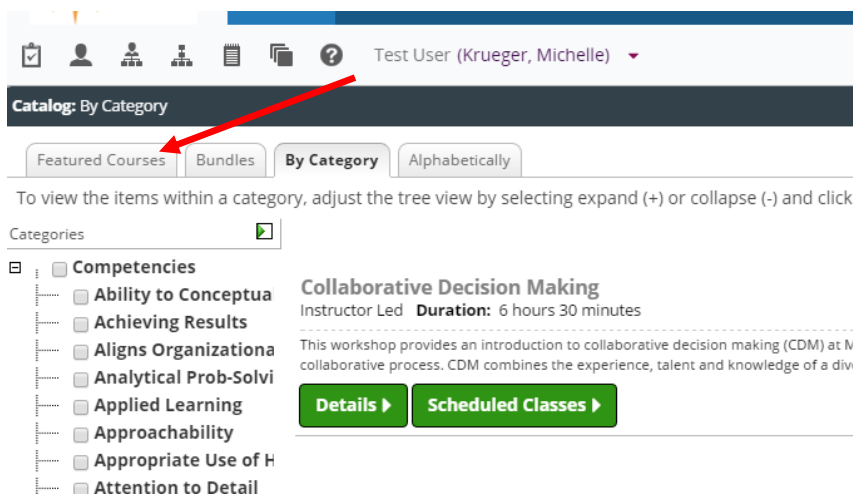 Test User (Krueger, Michelle)
Catalog: By Category
Featured Courses Bundles By Category Alphabetically
To view the items within a category, adjust the tree view by selecting expand (+) or collapse (-) and click
Categories
Competencies
Ability to Conceptua
Achieving Results
Aligns Organizationa
Analytical Prob-Solvi
Applied Learning
Approachability
Appropriate Use of H
Attention to Detail
Collaborative Decision Making
Instructor Led Duration: 6 hours 30 minutes
This workshop provides an introduction to collaborative decision making (CDM) at M
collaborative process. CDM combines the experience, talent and knowledge of a div
Details Scheduled Classes